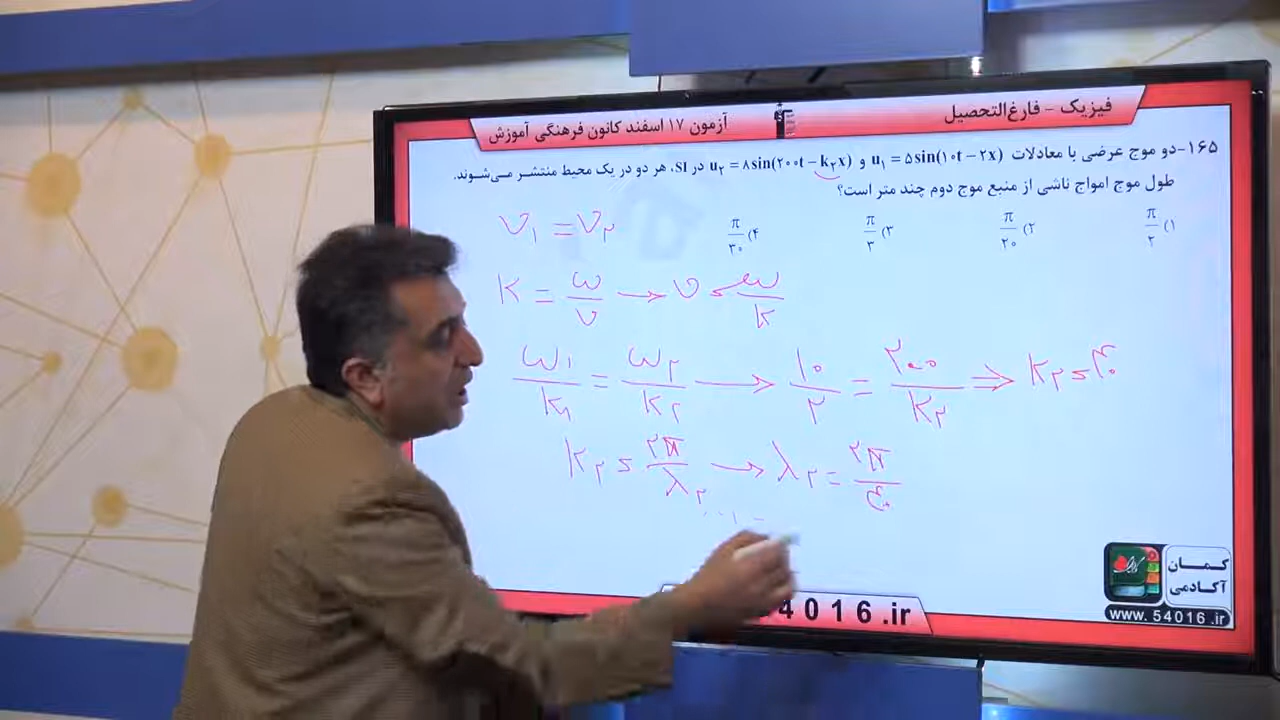 فیزیک - فارغ‌التحصیل
آزمون ۱۷ اسفند کانون فرهنگی آموزش
۱۶۵- دو موج عرضی با معادلات u₁ = ۵sin(۱۰t − ۲x) و u₂ = ۸sin(۲۰۰t − k₂x) در SI، هر دو در یک محیط منتشر می‌شوند.
طول موج امواج ناشی از منبع موج دوم چند متر است؟
۱) π/۲ ۲) π/۲۰ ۳) π/۳ ۴) π/۳۰
v₁ = v₂
k = ω/v → v = ω/k
ω₁/k₁ = ω₂/k₂ → ۱۰/۲ = ۲۰۰/k₂ ⇒ k₂ = ۴۰
k₂ = ۲π/λ₂ → λ₂ = ۲π/۴۰
کمان
آکادمی
www.54016.ir
4016.ir